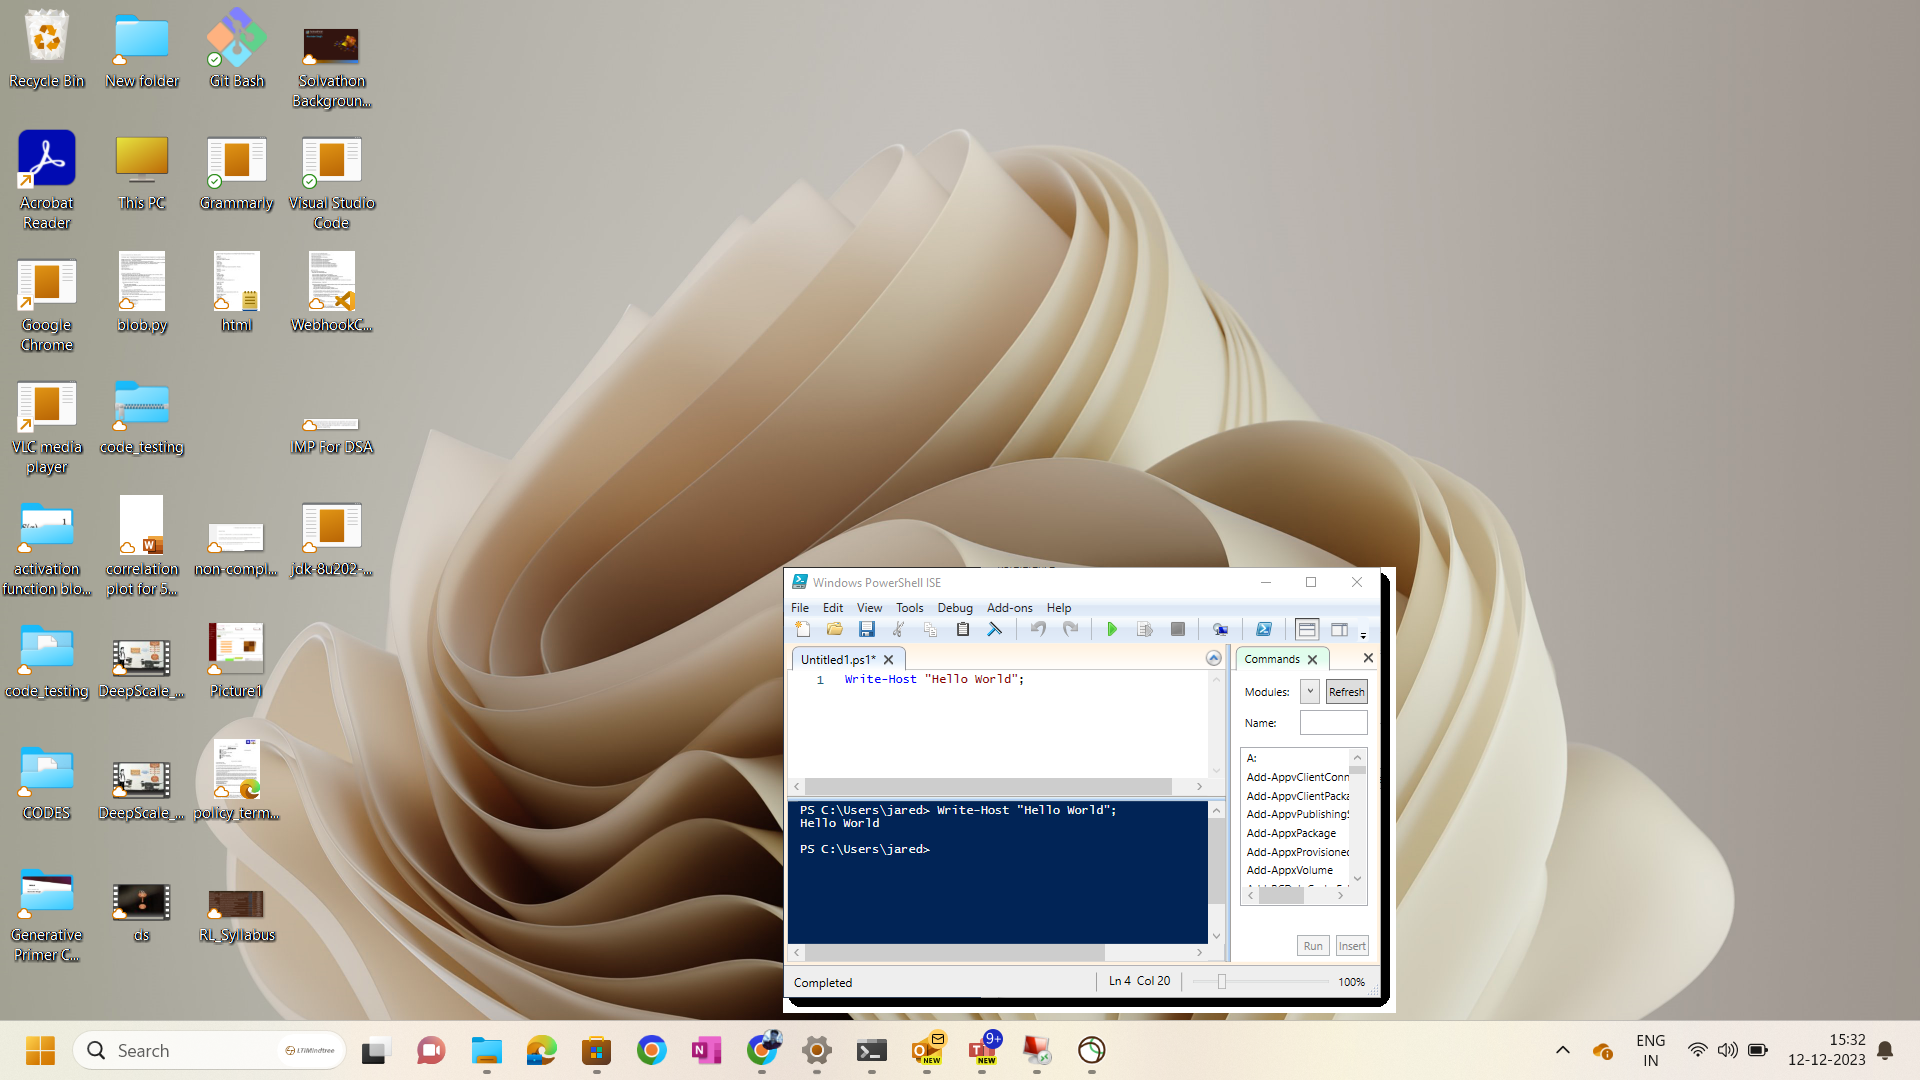 Recycle Bin
New folder
Git Bash
Solvathon
Backgroun...
Acrobat
Reader
This PC
Grammarly
Visual Studio
Code
Google
Chrome
blob.py
html
WebhookC...
VLC media
player
code_testing
IMP For DSA
activation
function blo...
correlation
plot for 5...
non-compl...
jdk-8u202-...
code_testing
DeepScale_...
Picture1
CODES
DeepScale_...
policy_term...
Generative
Primer C...
ds
RL_Syllabus
Windows PowerShell ISE
File Edit View Tools Debug Add-ons Help
Untitled1.ps1*
1 Write-Host "Hello World";
PS C:\Users\jared> Write-Host "Hello World";
Hello World
PS C:\Users\jared>
Commands
Modules: Refresh
Name:
A:
Add-AppvClientConn
Add-AppvClientPacka
Add-AppvPublishingS
Add-AppxPackage
Add-AppxProvisioned
Add-AppxVolume
Run Insert
Completed Ln 4 Col 20 100%
Search
LTIMindtree
NEW
9+
NEW
ENG
IN
15:32
12-12-2023